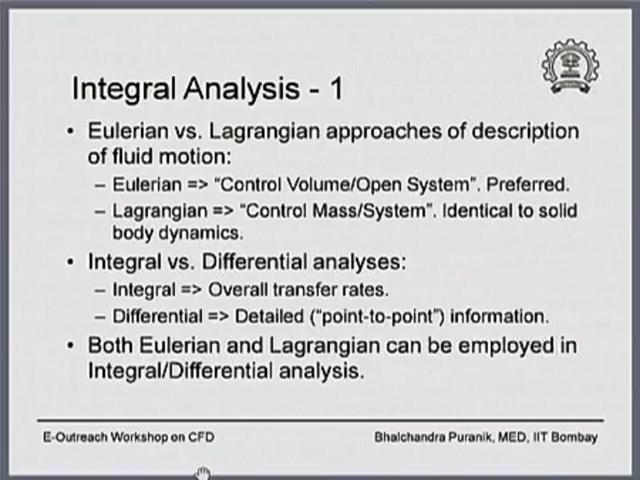 Integral Analysis - 1
• Eulerian vs. Lagrangian approaches of description
of fluid motion:
– Eulerian => “Control Volume/Open System”. Preferred.
– Lagrangian => “Control Mass/System”. Identical to solid
body dynamics.
• Integral vs. Differential analyses:
– Integral => Overall transfer rates.
– Differential => Detailed (“point-to-point”) information.
• Both Eulerian and Lagrangian can be employed in
Integral/Differential analysis.
E-Outreach Workshop on CFD
Bhalchandra Puranik, MED, IIT Bombay